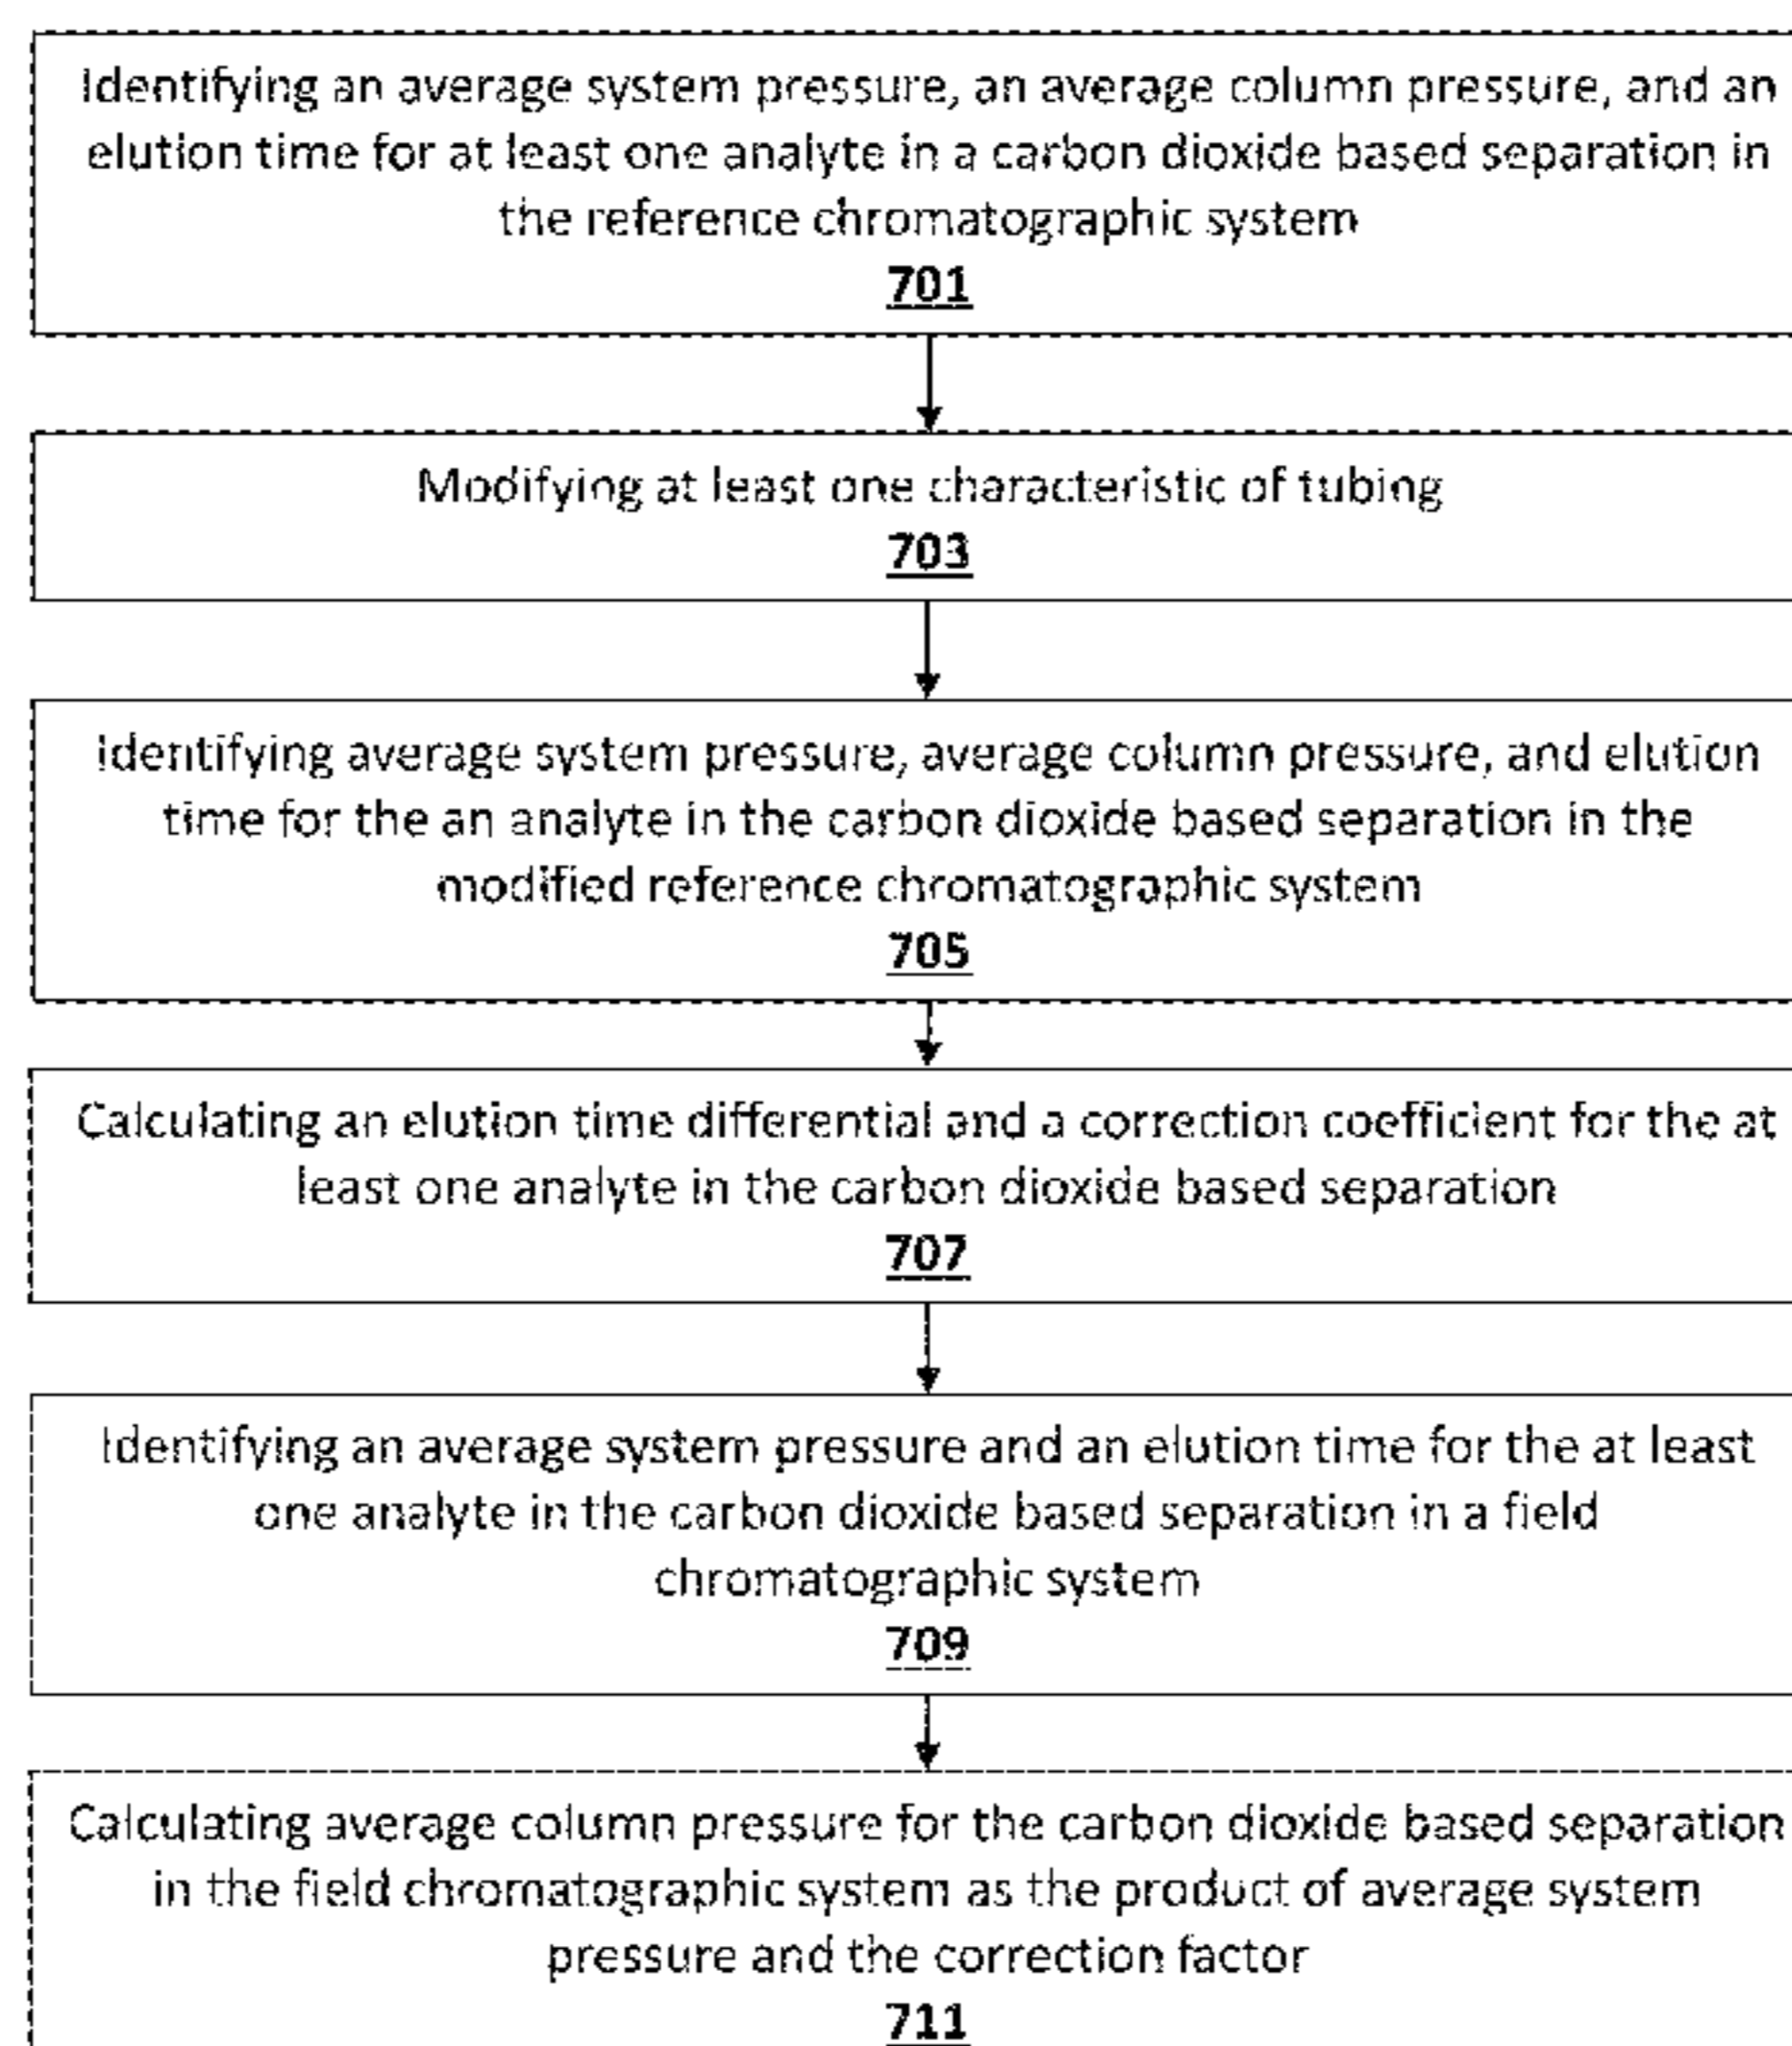 Identifying an average system pressure, an average column pressure, and an
elution time for at least one analyte in a carbon dioxide based separation in
the reference chromatographic system
701
Modifying at least one characteristic of tubing
703
Identifying average system pressure, average column pressure, and elution
time for the an analyte in the carbon dioxide based separation in the
modified reference chromatographic system
705
Calculating an elution time differential and a correction coefficient for the at
least one analyte in the carbon dioxide based separation
707
Identifying an average system pressure and an elution time for the at least
one analyte in the carbon dioxide based separation in a field
chromatographic system
709
Calculating average column pressure for the carbon dioxide based separation
in the field chromatographic system as the product of average system
pressure and the correction factor
711